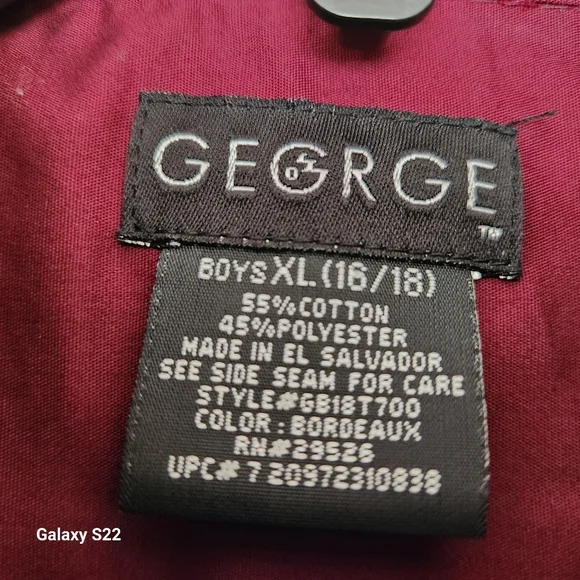 GEORGE
TM
BOYS XL (16/18)
55% COTTON
45% POLYESTER
MADE IN EL SALVADOR
SEE SIDE SEAM FOR CARE
STYLE# GB18T700
COLOR : BORDEAUX
RN# 29526
UPC# 7 20972310838
Galaxy S22